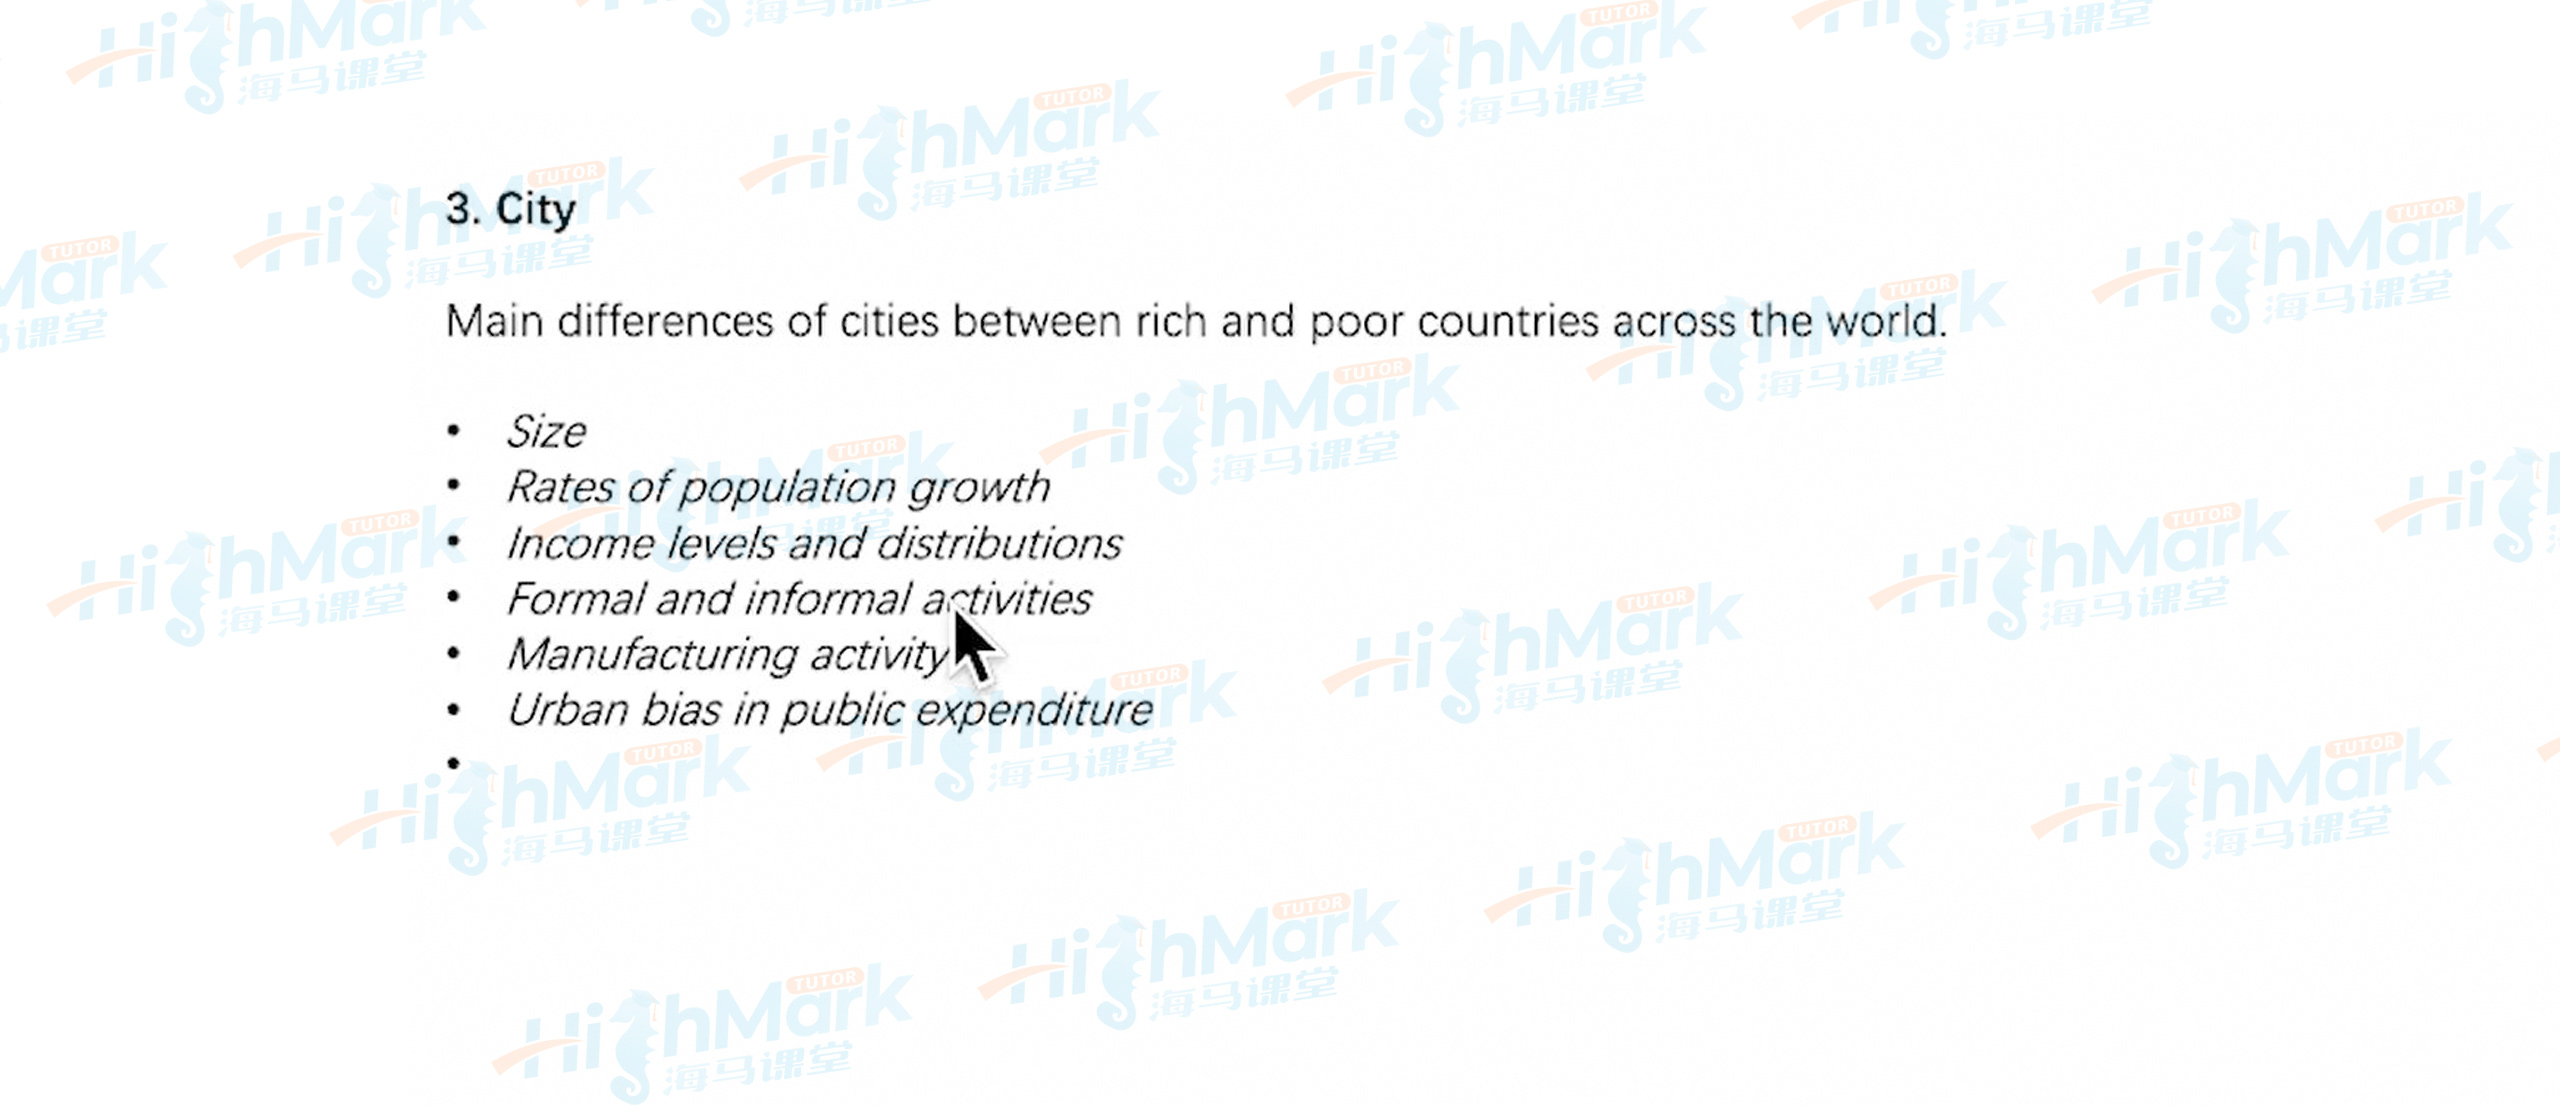 3. City
Main differences of cities between rich and poor countries across the world.
• Size
• Rates of population growth
• Income levels and distributions
• Formal and informal activities
• Manufacturing activity
• Urban bias in public expenditure
•
HighMark TUTOR
海马课堂